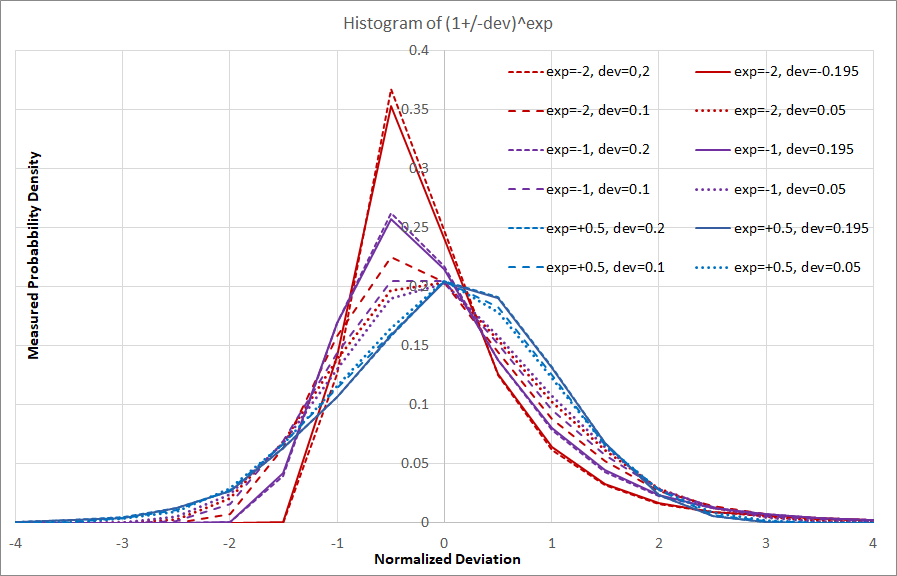 Histogram of (1+/-dev)^exp
0.4
exp=-2, dev=0,2
exp=-2, dev=-0.195
0.35
exp=-2, dev=0.1
exp=-2, dev=0.05
0.3
exp=-1, dev=0.2
exp=-1, dev=0.195
exp=-1, dev=0.1
exp=-1, dev=0.05
0.25
exp=+0.5, dev=0.2
exp=+0.5, dev=0.195
exp=+0.5, dev=0.1
exp=+0.5, dev=0.05
0.2
0.15
0.1
0.05
0
Measured Probabbility Density
-4 -3 -2 -1 0 1 2 3 4
Normalized Deviation